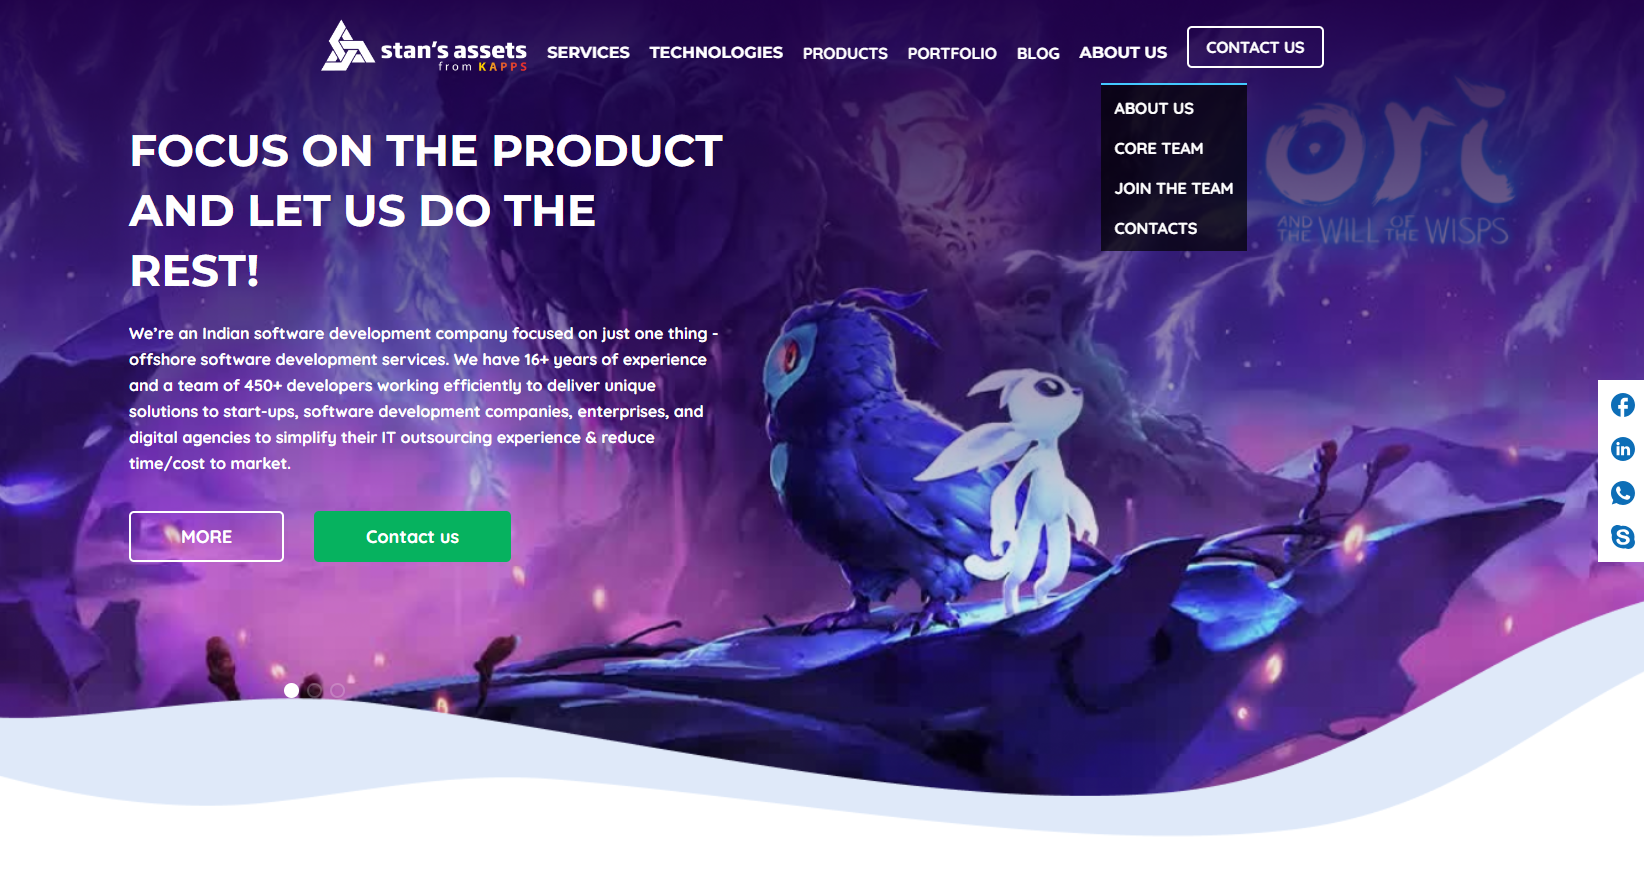 stan's assets
from KAPPS
SERVICES TECHNOLOGIES PRODUCTS PORTFOLIO BLOG ABOUT US CONTACT US
ABOUT US
CORE TEAM
JOIN THE TEAM
CONTACTS
ori
AND THE WILL OF THE WISPS
FOCUS ON THE PRODUCT
AND LET US DO THE
REST!
We’re an Indian software development company focused on just one thing -
offshore software development services. We have 16+ years of experience
and a team of 450+ developers working efficiently to deliver unique
solutions to start-ups, software development companies, enterprises, and
digital agencies to simplify their IT outsourcing experience & reduce
time/cost to market.
MORE Contact us